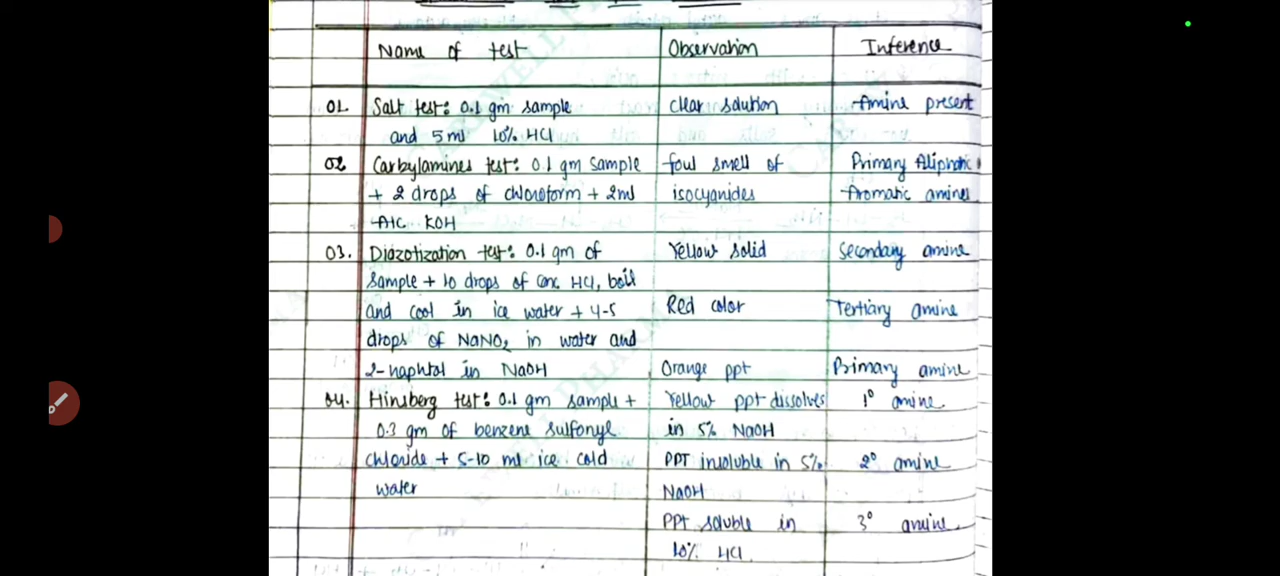 Name of test Observation Inference
01. Salt test: 0.1 gm sample clear solution Amine present
and 5 ml 10% HCl
02 Carbylamines test: 0.1 gm sample foul smell of Primary Aliphatic
+ 2 drops of chloroform + 2ml isocyanides Aromatic amines
Alc KOH
03. Diazotization test: 0.1 gm of Yellow solid Secondary amine
sample + 10 drops of conc HCl, boil
and cool in ice water + 4-5 Red color Tertiary amine
drops of NaNO2 in water and
2-naphtol in NaOH Orange ppt Primary amine
04. Hinsberg test: 0.1 gm sample + Yellow ppt dissolves 1° amine
0.3 gm of benzene sulfonyl in 5% NaOH
chloride + 5-10 ml ice cold PPT insoluble in 5% 2° amine
water NaOH
PPT soluble in 3° amine.
10% HCl